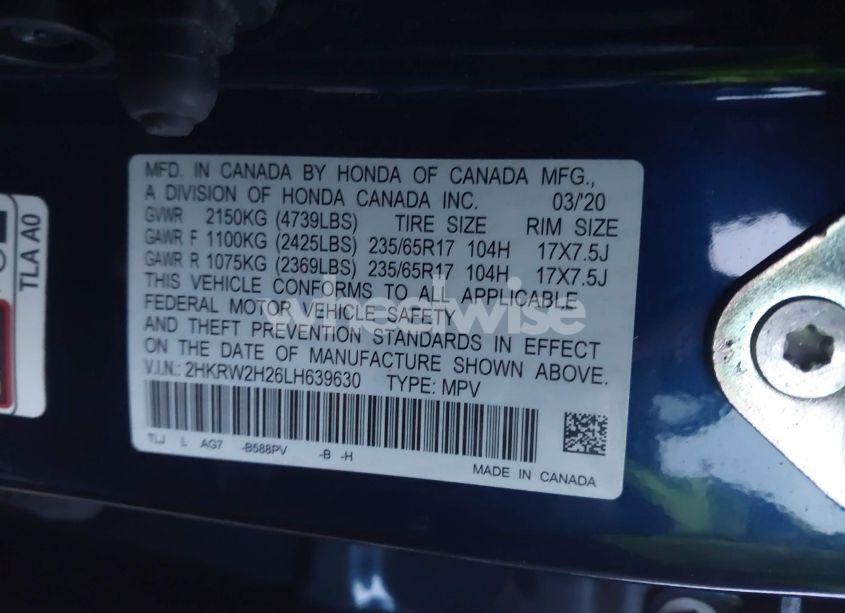 MFD. IN CANADA BY HONDA OF CANADA MFG.,
A DIVISION OF HONDA CANADA INC. 03/'20
GVWR 2150KG (4739LBS) TIRE SIZE RIM SIZE
GAWR F 1100KG (2425LBS) 235/65R17 104H 17X7.5J
GAWR R 1075KG (2369LBS) 235/65R17 104H 17X7.5J
THIS VEHICLE CONFORMS TO ALL APPLICABLE
FEDERAL MOTOR VEHICLE SAFETY
AND THEFT PREVENTION STANDARDS IN EFFECT
ON THE DATE OF MANUFACTURE SHOWN ABOVE.
V.I.N.: 2HKRW2H26LH639630 TYPE: MPV
TLJ L AG7 -B588PV -B -H
MADE IN CANADA
TLA A0
wheelwise